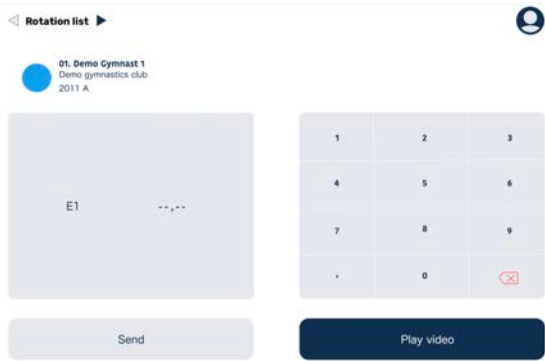 Rotation list
01. Demo Gymnast 1
Demo gymnastics club
2011 A
E1 --,--
1 2 3
4 5 6
7 8 9
, 0
Send
Play video